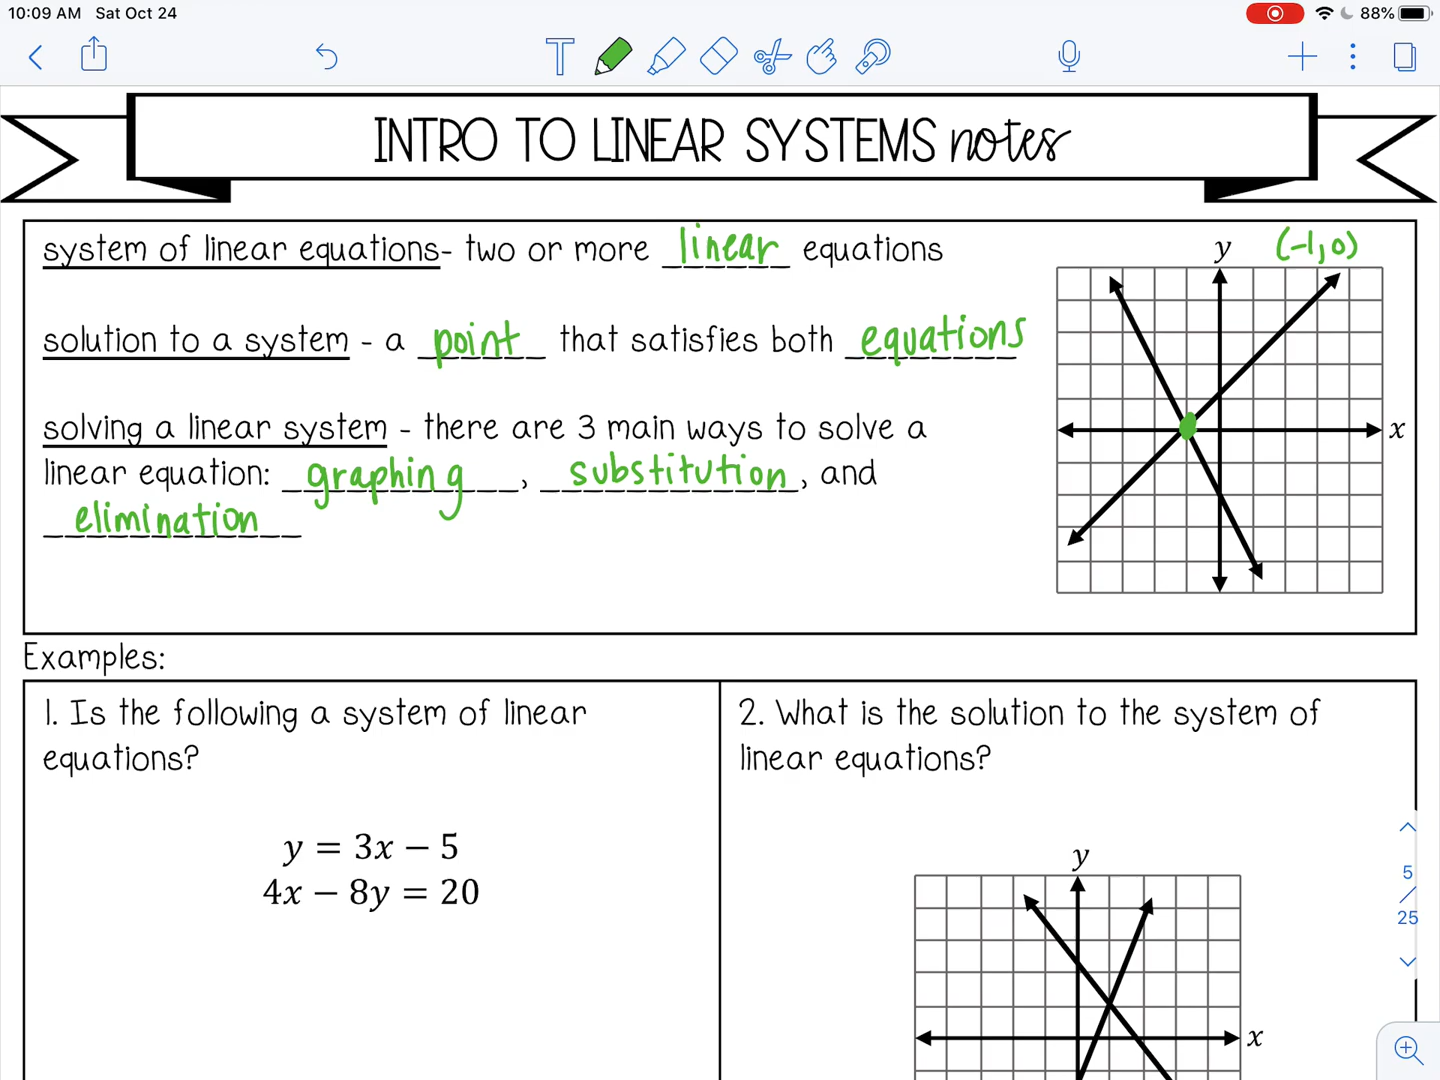 10:09 AM Sat Oct 24 88%
INTRO TO LINEAR SYSTEMS notes
system of linear equations- two or more linear equations
solution to a system - a point that satisfies both equations
solving a linear system - there are 3 main ways to solve a
linear equation: graphing, substitution, and
elimination
y (-1,0)
x
Examples:
1. Is the following a system of linear
equations?
y = 3x − 5
4x − 8y = 20
2. What is the solution to the system of
linear equations?
y
x
5
/
25